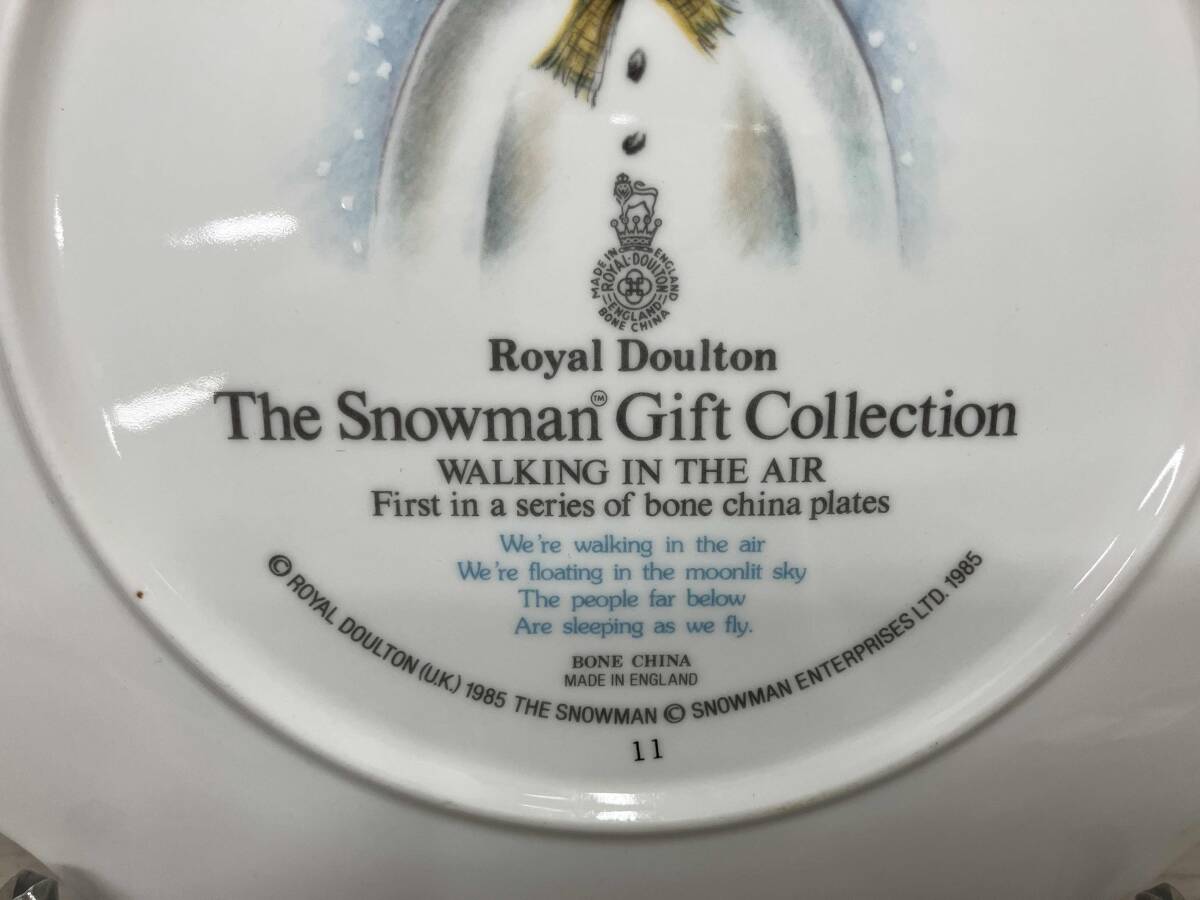 MADE IN ENGLAND
ROYAL·DOULTON
ENGLAND
BONE CHINA
Royal Doulton
The Snowman™ Gift Collection
WALKING IN THE AIR
First in a series of bone china plates
We're walking in the air
We're floating in the moonlit sky
The people far below
Are sleeping as we fly.
BONE CHINA
MADE IN ENGLAND
© ROYAL DOULTON (U.K.) 1985 THE SNOWMAN © SNOWMAN ENTERPRISES LTD. 1985
11